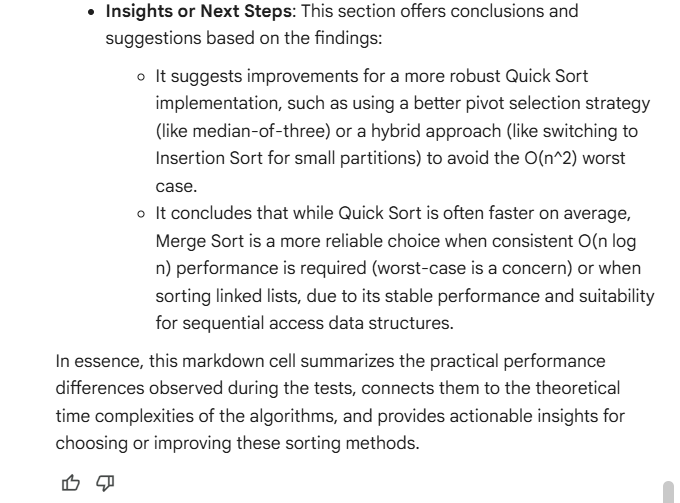 • Insights or Next Steps: This section offers conclusions and
suggestions based on the findings:
○ It suggests improvements for a more robust Quick Sort
implementation, such as using a better pivot selection strategy
(like median-of-three) or a hybrid approach (like switching to
Insertion Sort for small partitions) to avoid the O(n^2) worst
case.
○ It concludes that while Quick Sort is often faster on average,
Merge Sort is a more reliable choice when consistent O(n log
n) performance is required (worst-case is a concern) or when
sorting linked lists, due to its stable performance and suitability
for sequential access data structures.
In essence, this markdown cell summarizes the practical performance
differences observed during the tests, connects them to the theoretical
time complexities of the algorithms, and provides actionable insights for
choosing or improving these sorting methods.